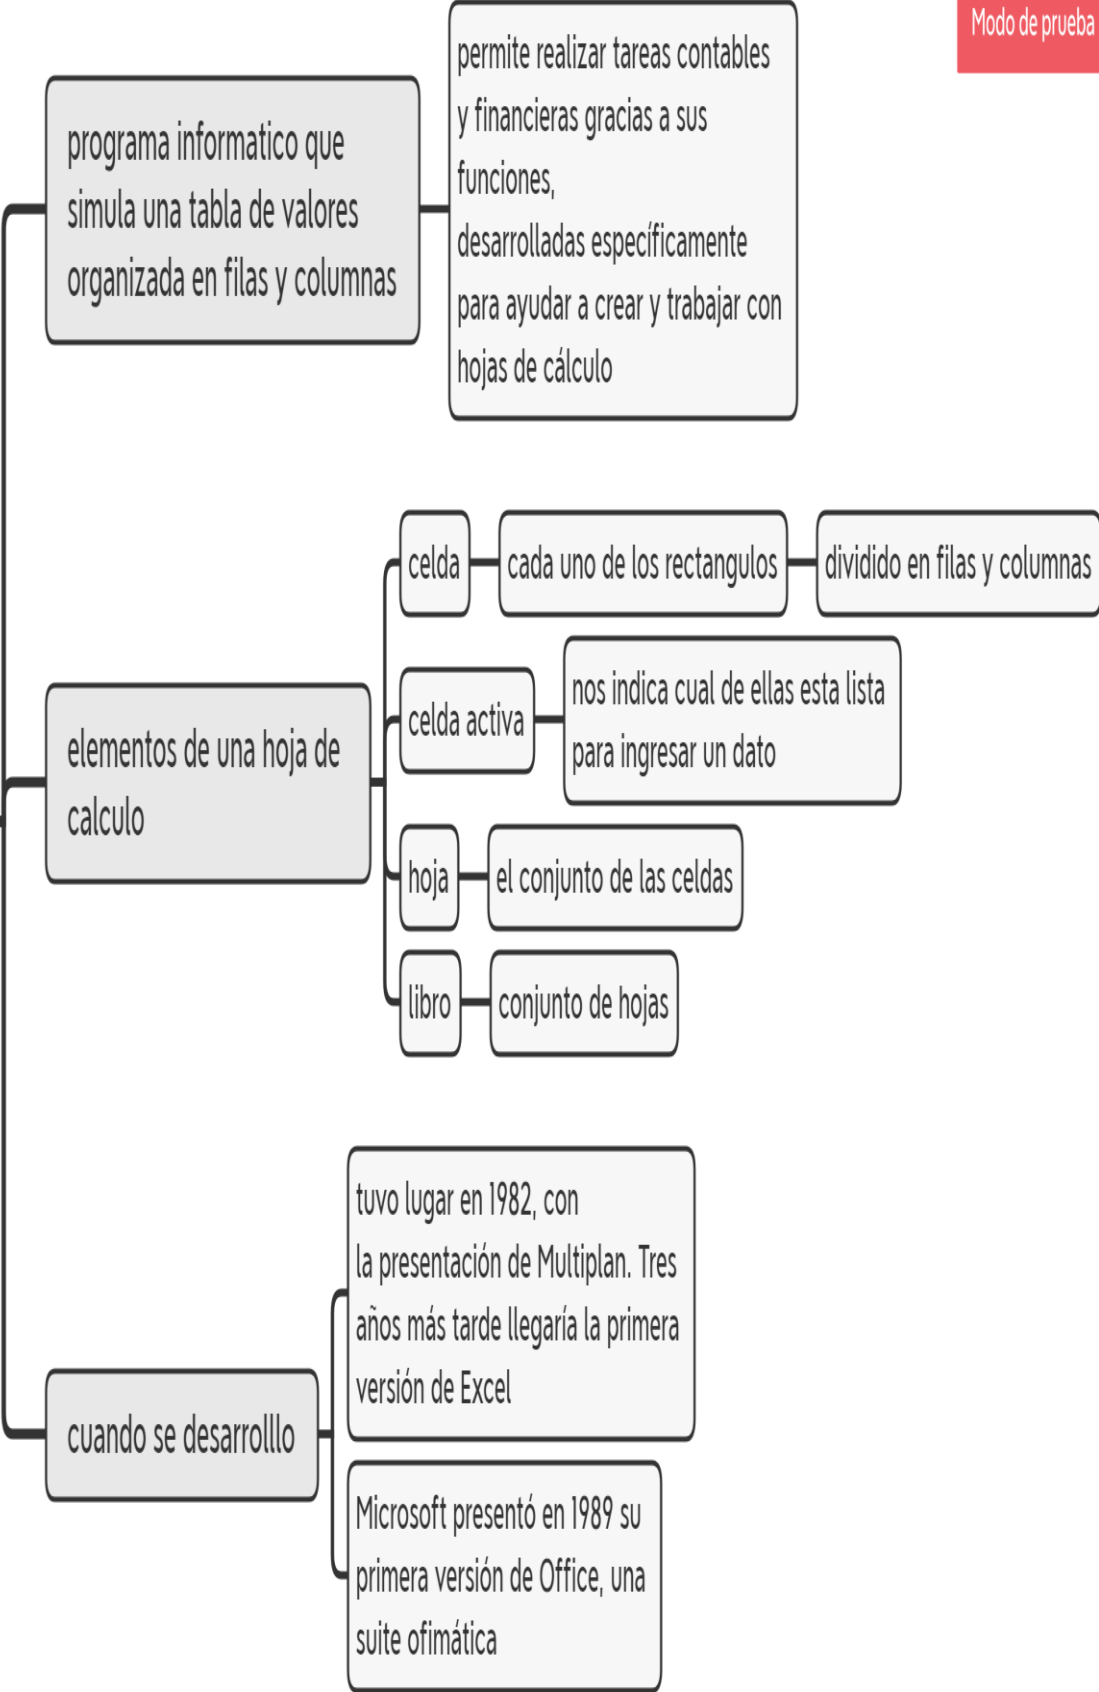 Modo de prueba
programa informatico que
simula una tabla de valores
organizada en filas y columnas
permite realizar tareas contables
y financieras gracias a sus
funciones,
desarrolladas específicamente
para ayudar a crear y trabajar con
hojas de cálculo
elementos de una hoja de
calculo
celda
cada uno de los rectangulos
dividido en filas y columnas
celda activa
nos indica cual de ellas esta lista
para ingresar un dato
hoja
el conjunto de las celdas
libro
conjunto de hojas
cuando se desarrolllo
tuvo lugar en 1982, con
la presentación de Multiplan. Tres
años más tarde llegaría la primera
versión de Excel
Microsoft presentó en 1989 su
primera versión de Office, una
suite ofimática